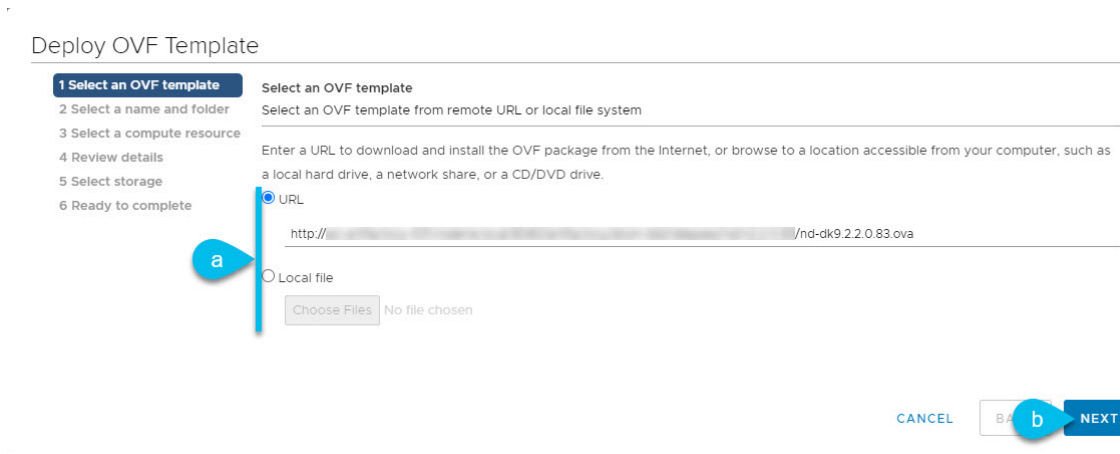 Deploy OVF Template
1 Select an OVF template
2 Select a name and folder
3 Select a compute resource
4 Review details
5 Select storage
6 Ready to complete
Select an OVF template
Select an OVF template from remote URL or local file system
Enter a URL to download and install the OVF package from the Internet, or browse to a location accessible from your computer, such as
a local hard drive, a network share, or a CD/DVD drive.
URL
http:// /nd-dk9.2.2.0.83.ova
a
Local file
Choose Files No file chosen
CANCEL
b
NEXT